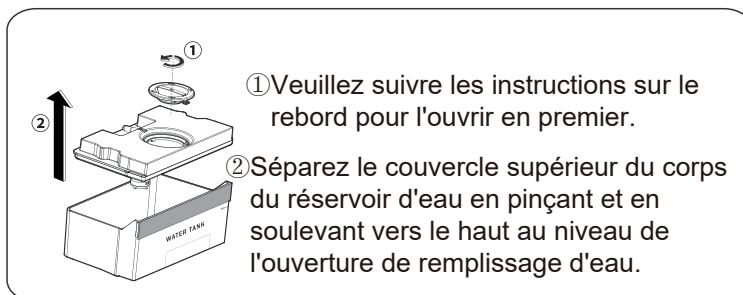 ①
②
WATER TANK
①Veuillez suivre les instructions sur le
rebord pour l'ouvrir en premier.
②Séparez le couvercle supérieur du corps
du réservoir d'eau en pinçant et en
soulevant vers le haut au niveau de
l'ouverture de remplissage d'eau.